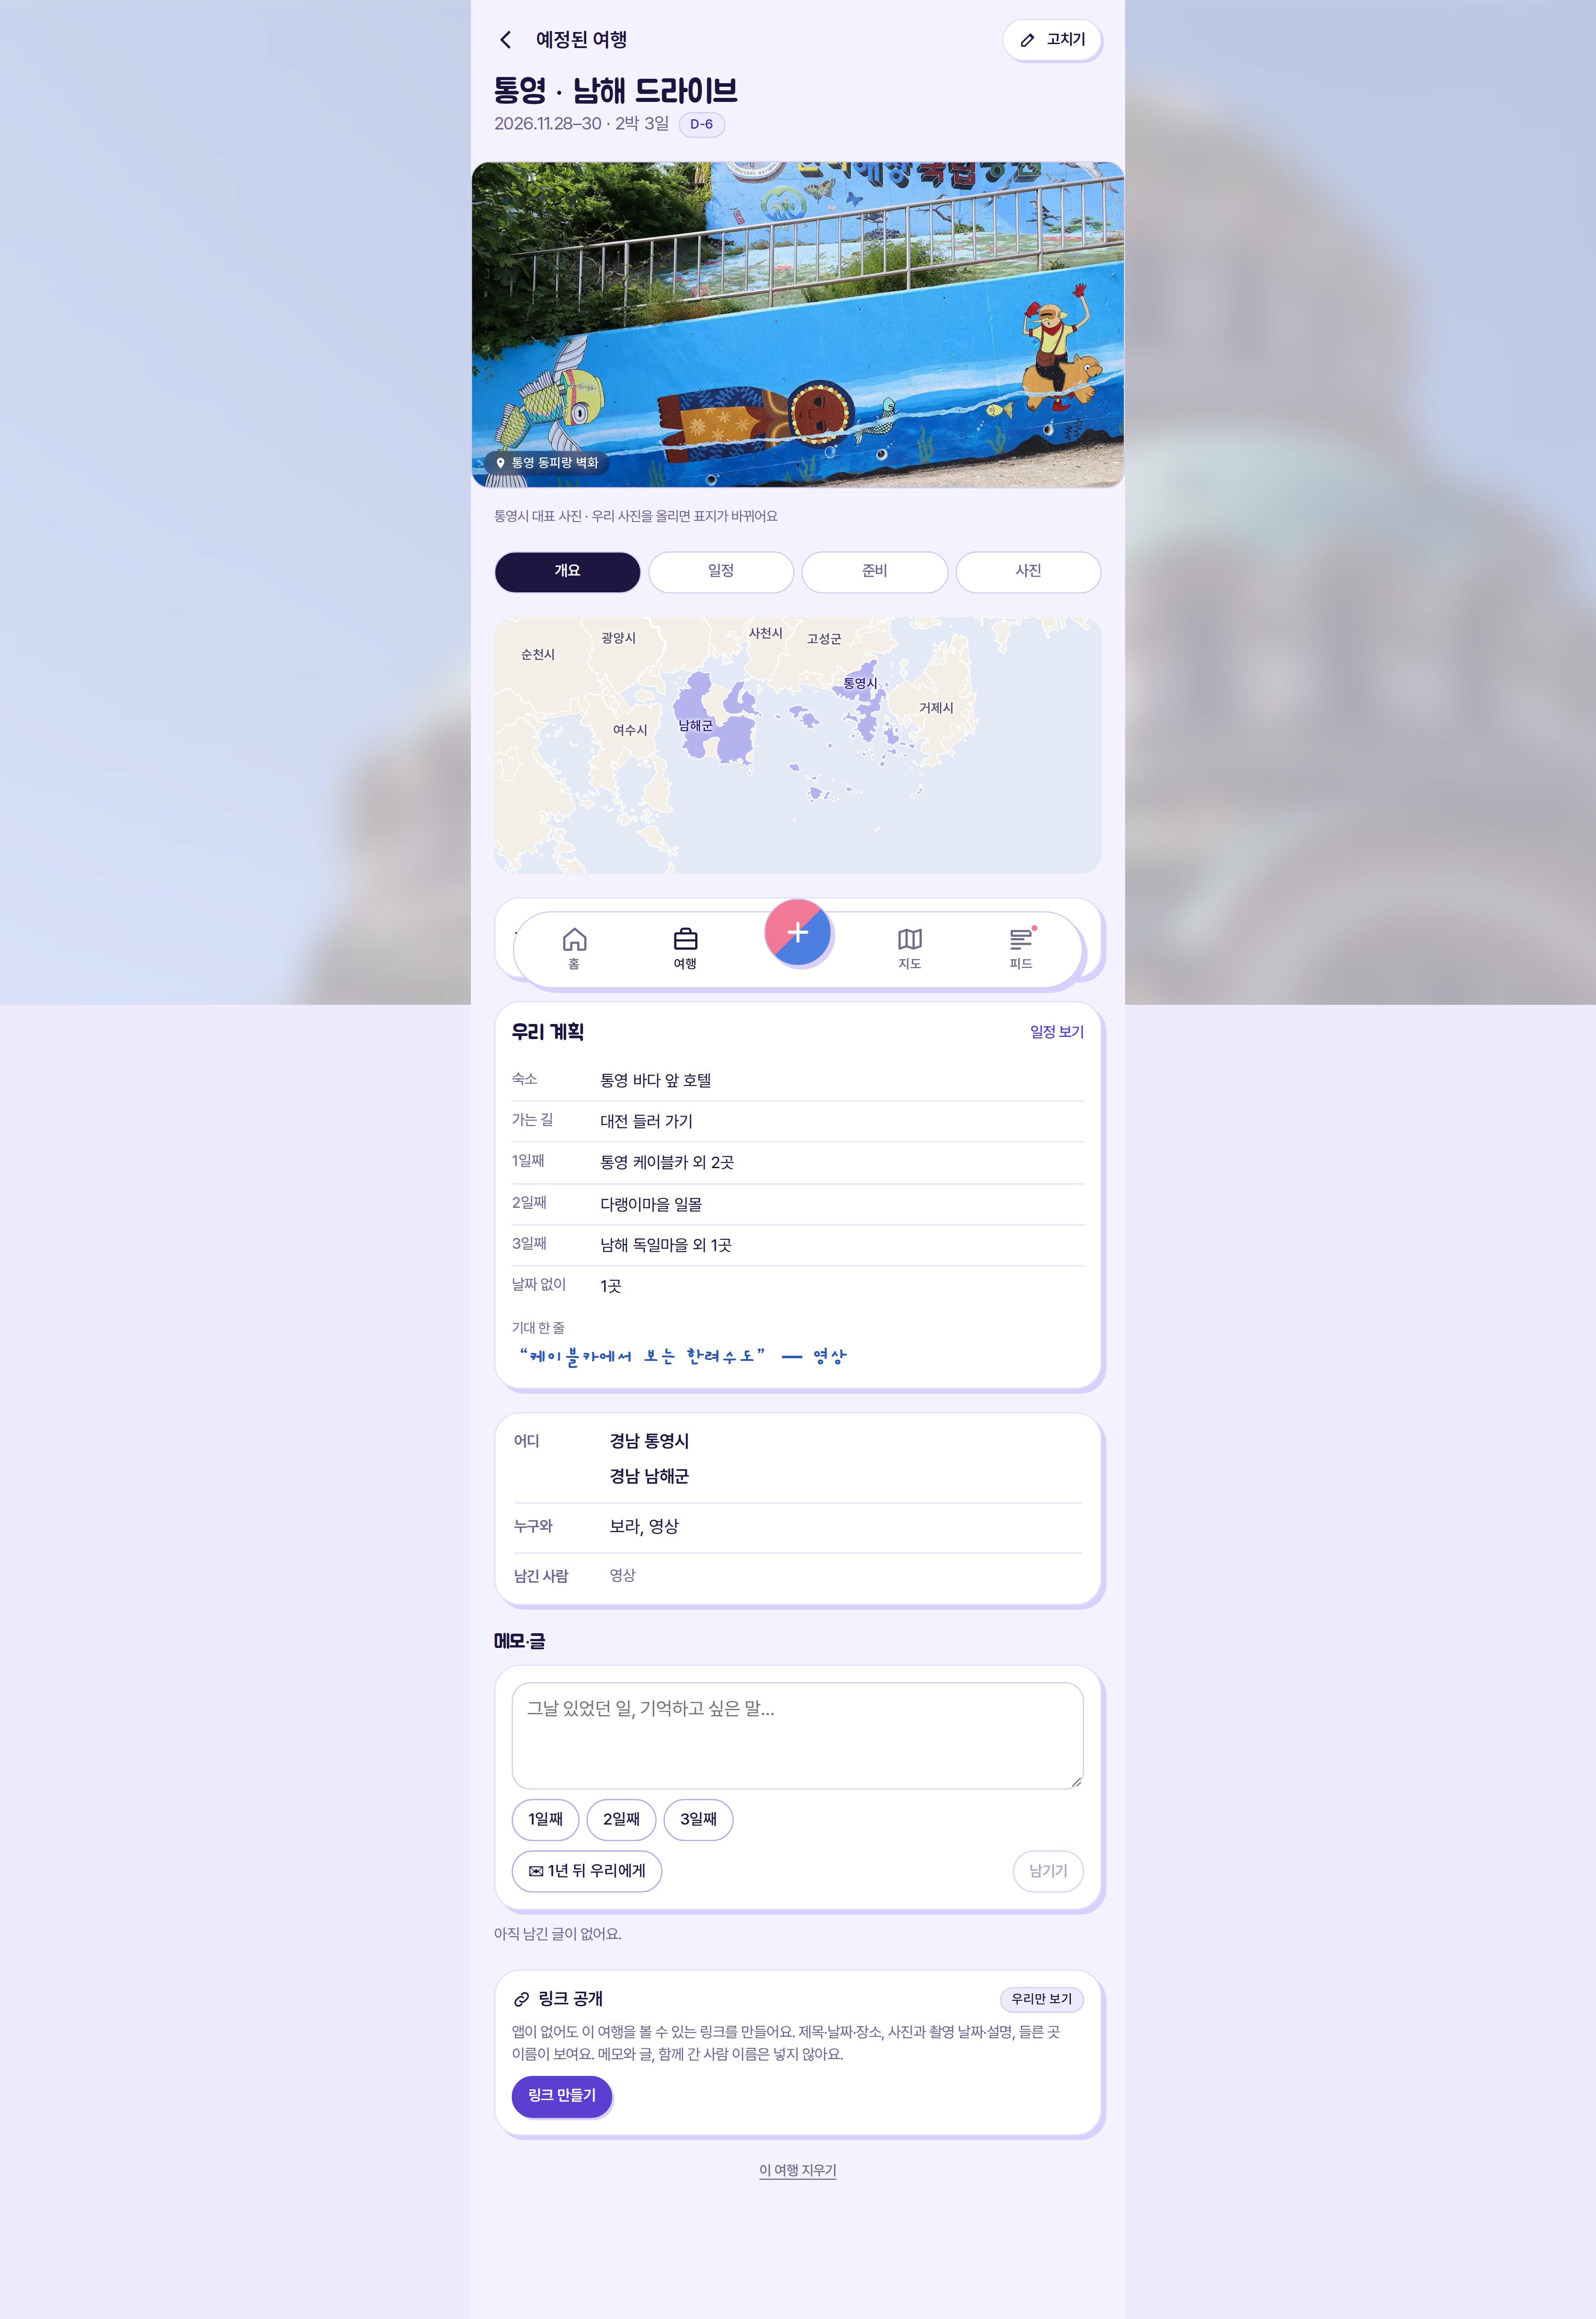 예정된 여행
고치기
통영 · 남해 드라이브
2026.11.28–30 · 2박 3일 D-6
통영 동피랑 벽화
통영시 대표 사진 · 우리 사진을 올리면 표지가 바뀌어요
개요 일정 준비 사진
순천시 광양시 사천시 고성군
통영시
거제시
남해군
여수시
홈 여행 지도 피드
우리 계획 일정 보기
숙소 통영 바다 앞 호텔
가는 길 대전 들러 가기
1일째 통영 케이블카 외 2곳
2일째 다랭이마을 일몰
3일째 남해 독일마을 외 1곳
날짜 없이 1곳
기대 한 줄
“케이블카에서 보는 한려수도” — 영상
어디 경남 통영시
경남 남해군
누구와 보라, 영상
남긴 사람 영상
메모·글
그날 있었던 일, 기억하고 싶은 말...
1일째 2일째 3일째
1년 뒤 우리에게 남기기
아직 남긴 글이 없어요.
링크 공개 우리만 보기
앱이 없어도 이 여행을 볼 수 있는 링크를 만들어요. 제목·날짜·장소, 사진과 촬영 날짜·설명, 들른 곳
이름이 보여요. 메모와 글, 함께 간 사람 이름은 넣지 않아요.
링크 만들기
이 여행 지우기